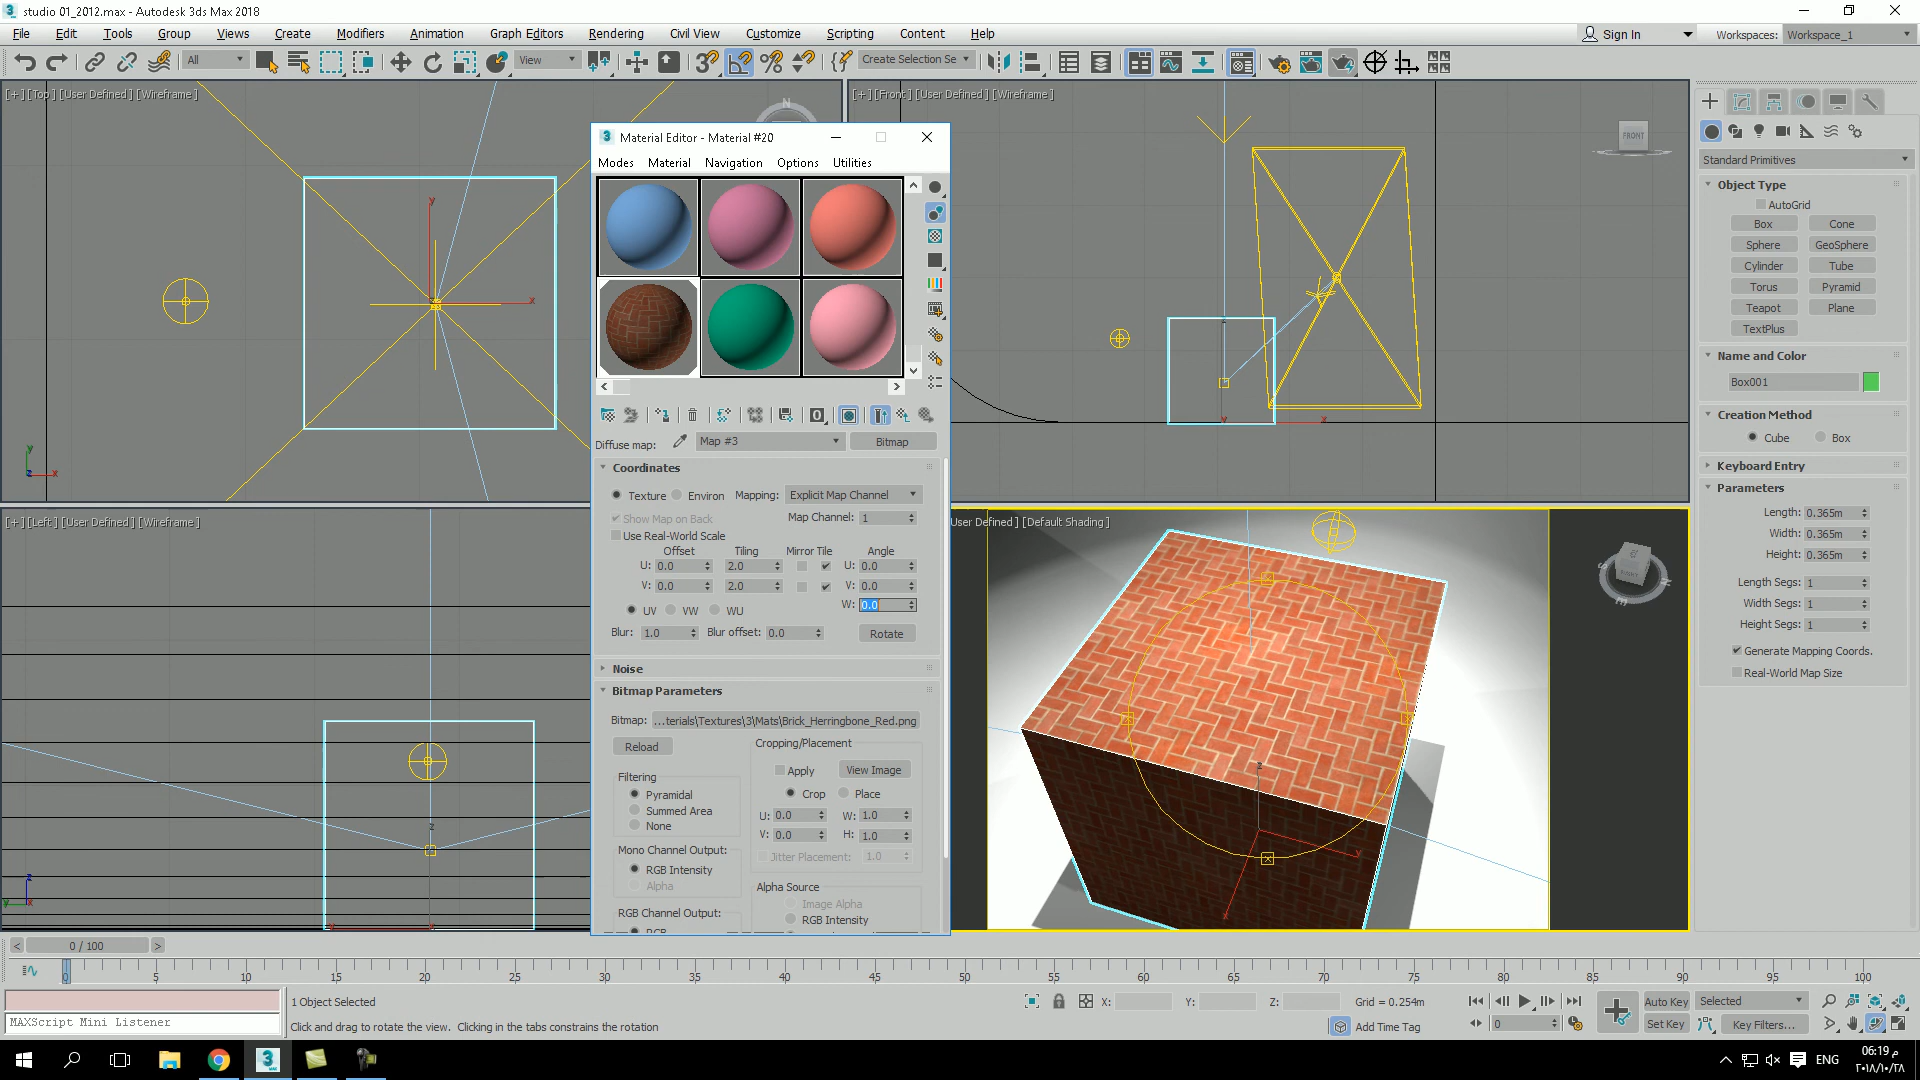 studio 01_2012.max - Autodesk 3ds Max 2018
File Edit Tools Group Views Create Modifiers Animation Graph Editors Rendering Civil View Customize Scripting Content Help
Sign In
Workspaces: Workspace_1
All
View
Create Selection Se
[+] [Top] [User Defined] [Wireframe]
[+] [Front] [User Defined] [Wireframe]
FRONT
Material Editor - Material #20
Modes Material Navigation Options Utilities
Diffuse map: Map #3 Bitmap
Coordinates
Texture Environ Mapping: Explicit Map Channel
Show Map on Back Map Channel: 1
Use Real-World Scale
Offset Tiling Mirror Tile Angle
U: 0.0 2.0 U: 0.0
V: 0.0 2.0 V: 0.0
UV VW WU W: 0.0
Blur: 1.0 Blur offset: 0.0 Rotate
Noise
Bitmap Parameters
Bitmap: ...terials\Textures\3\Mats\Brick_Herringbone_Red.png
Reload
Cropping/Placement
Apply View Image
Crop Place
U: 0.0 W: 1.0
V: 0.0 H: 1.0
Jitter Placement: 1.0
Filtering
Pyramidal
Summed Area
None
Mono Channel Output:
RGB Intensity
Alpha
RGB Channel Output:
RGB
Alpha Source
Image Alpha
RGB Intensity
[+] [Left] [User Defined] [Wireframe]
User Defined] [Default Shading]
Standard Primitives
Object Type
AutoGrid
Box Cone
Sphere GeoSphere
Cylinder Tube
Torus Pyramid
Teapot Plane
TextPlus
Name and Color
Box001
Creation Method
Cube Box
Keyboard Entry
Parameters
Length: 0.365m
Width: 0.365m
Height: 0.365m
Length Segs: 1
Width Segs: 1
Height Segs: 1
Generate Mapping Coords.
Real-World Map Size
< 0 / 100 >
0 5 10 15 20 25 30 35 40 45 50 55 60 65 70 75 80 85 90 95 100
1 Object Selected
X: Y: Z: Grid = 0.254m
Auto Key Selected
MAXScript Mini Listener
Click and drag to rotate the view. Clicking in the tabs constrains the rotation
Add Time Tag
0
Set Key Key Filters...
ENG
06:19 م
٢٠١٨/١٠/٢٨